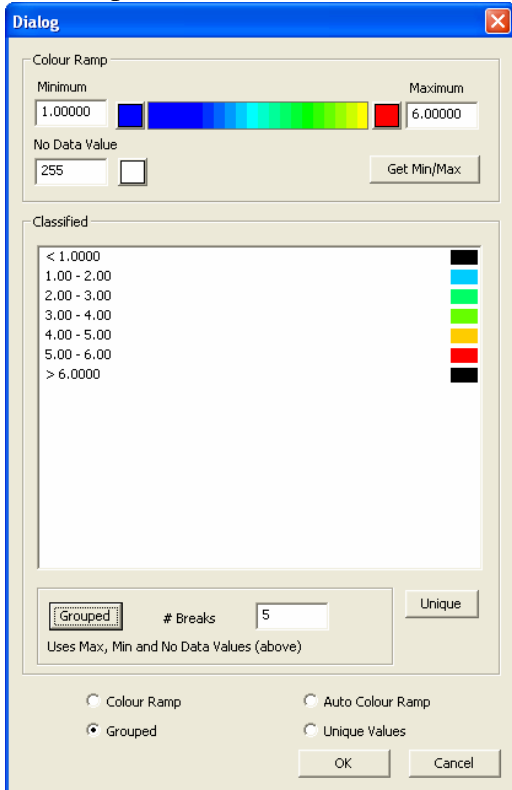 Dialog
Colour Ramp
Minimum
Maximum
1.00000
6.00000
No Data Value
255
Get Min/Max
Classified
< 1.0000
1.00 - 2.00
2.00 - 3.00
3.00 - 4.00
4.00 - 5.00
5.00 - 6.00
> 6.0000
Grouped
# Breaks
5
Unique
Uses Max, Min and No Data Values (above)
Colour Ramp
Auto Colour Ramp
Grouped
Unique Values
OK
Cancel